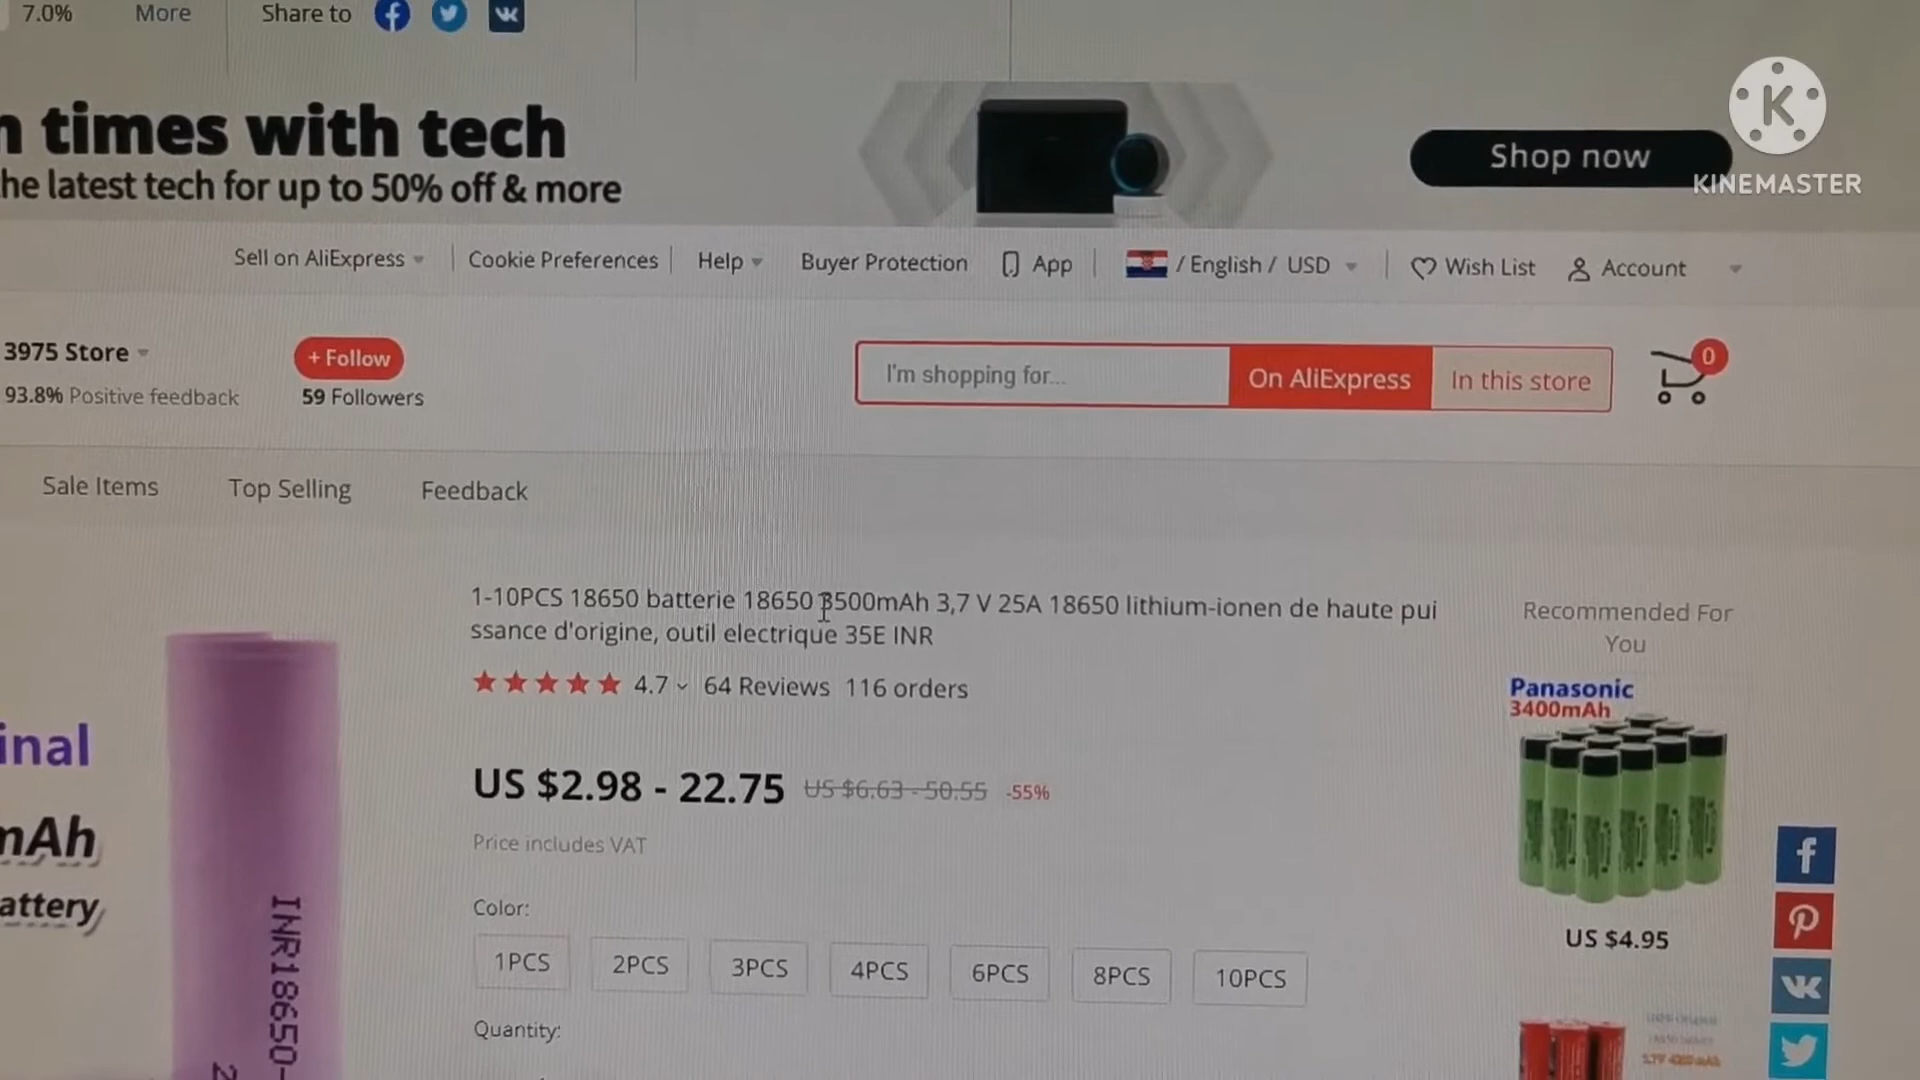 7.0% More Share to
n times with tech
he latest tech for up to 50% off & more
Shop now
KINEMASTER
Sell on AliExpress Cookie Preferences Help Buyer Protection App / English / USD Wish List Account
3975 Store + Follow
93.8% Positive feedback 59 Followers
I'm shopping for... On AliExpress In this store 0
Sale Items Top Selling Feedback
1-10PCS 18650 batterie 18650 3500mAh 3,7 V 25A 18650 lithium-ionen de haute pui
ssance d'origine, outil electrique 35E INR
4.7 64 Reviews 116 orders
US $2.98 - 22.75 US $6.63 - 50.55 -55%
Price includes VAT
Color:
1PCS 2PCS 3PCS 4PCS 6PCS 8PCS 10PCS
Quantity:
inal
mAh
attery
INR18650-
2
Recommended For
You
Panasonic
3400mAh
US $4.95